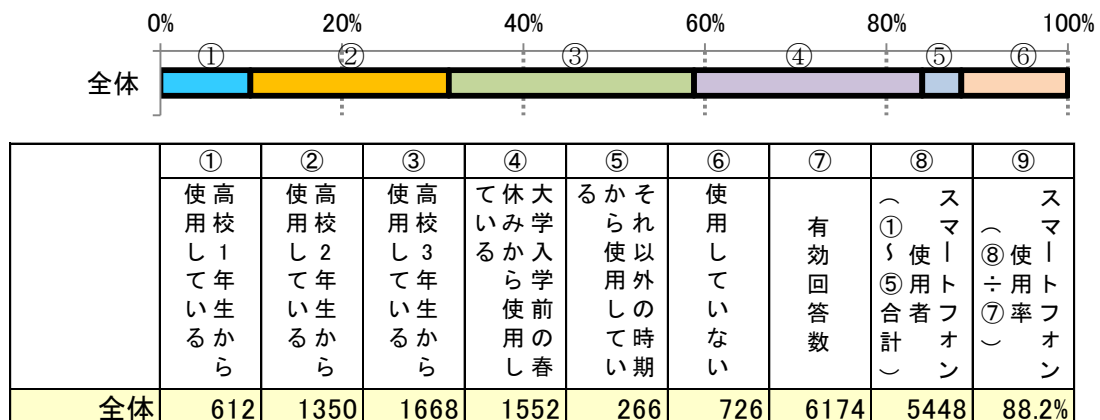 0% 20% 40% 60% 80% 100%
① ② ③ ④ ⑤ ⑥
全体
① ② ③ ④ ⑤ ⑥ ⑦ ⑧ ⑨
高校1年生から
使用している
高校2年生から
使用している
高校3年生から
使用している
大学入学前の春
休みから使用し
ている
それ以外の時期
から使用してい
る
使用していない
有効回答数
スマートフォン
使用者
（①～⑤合計）
スマートフォン
使用率
（⑧÷⑦）
全体 612 1350 1668 1552 266 726 6174 5448 88.2%